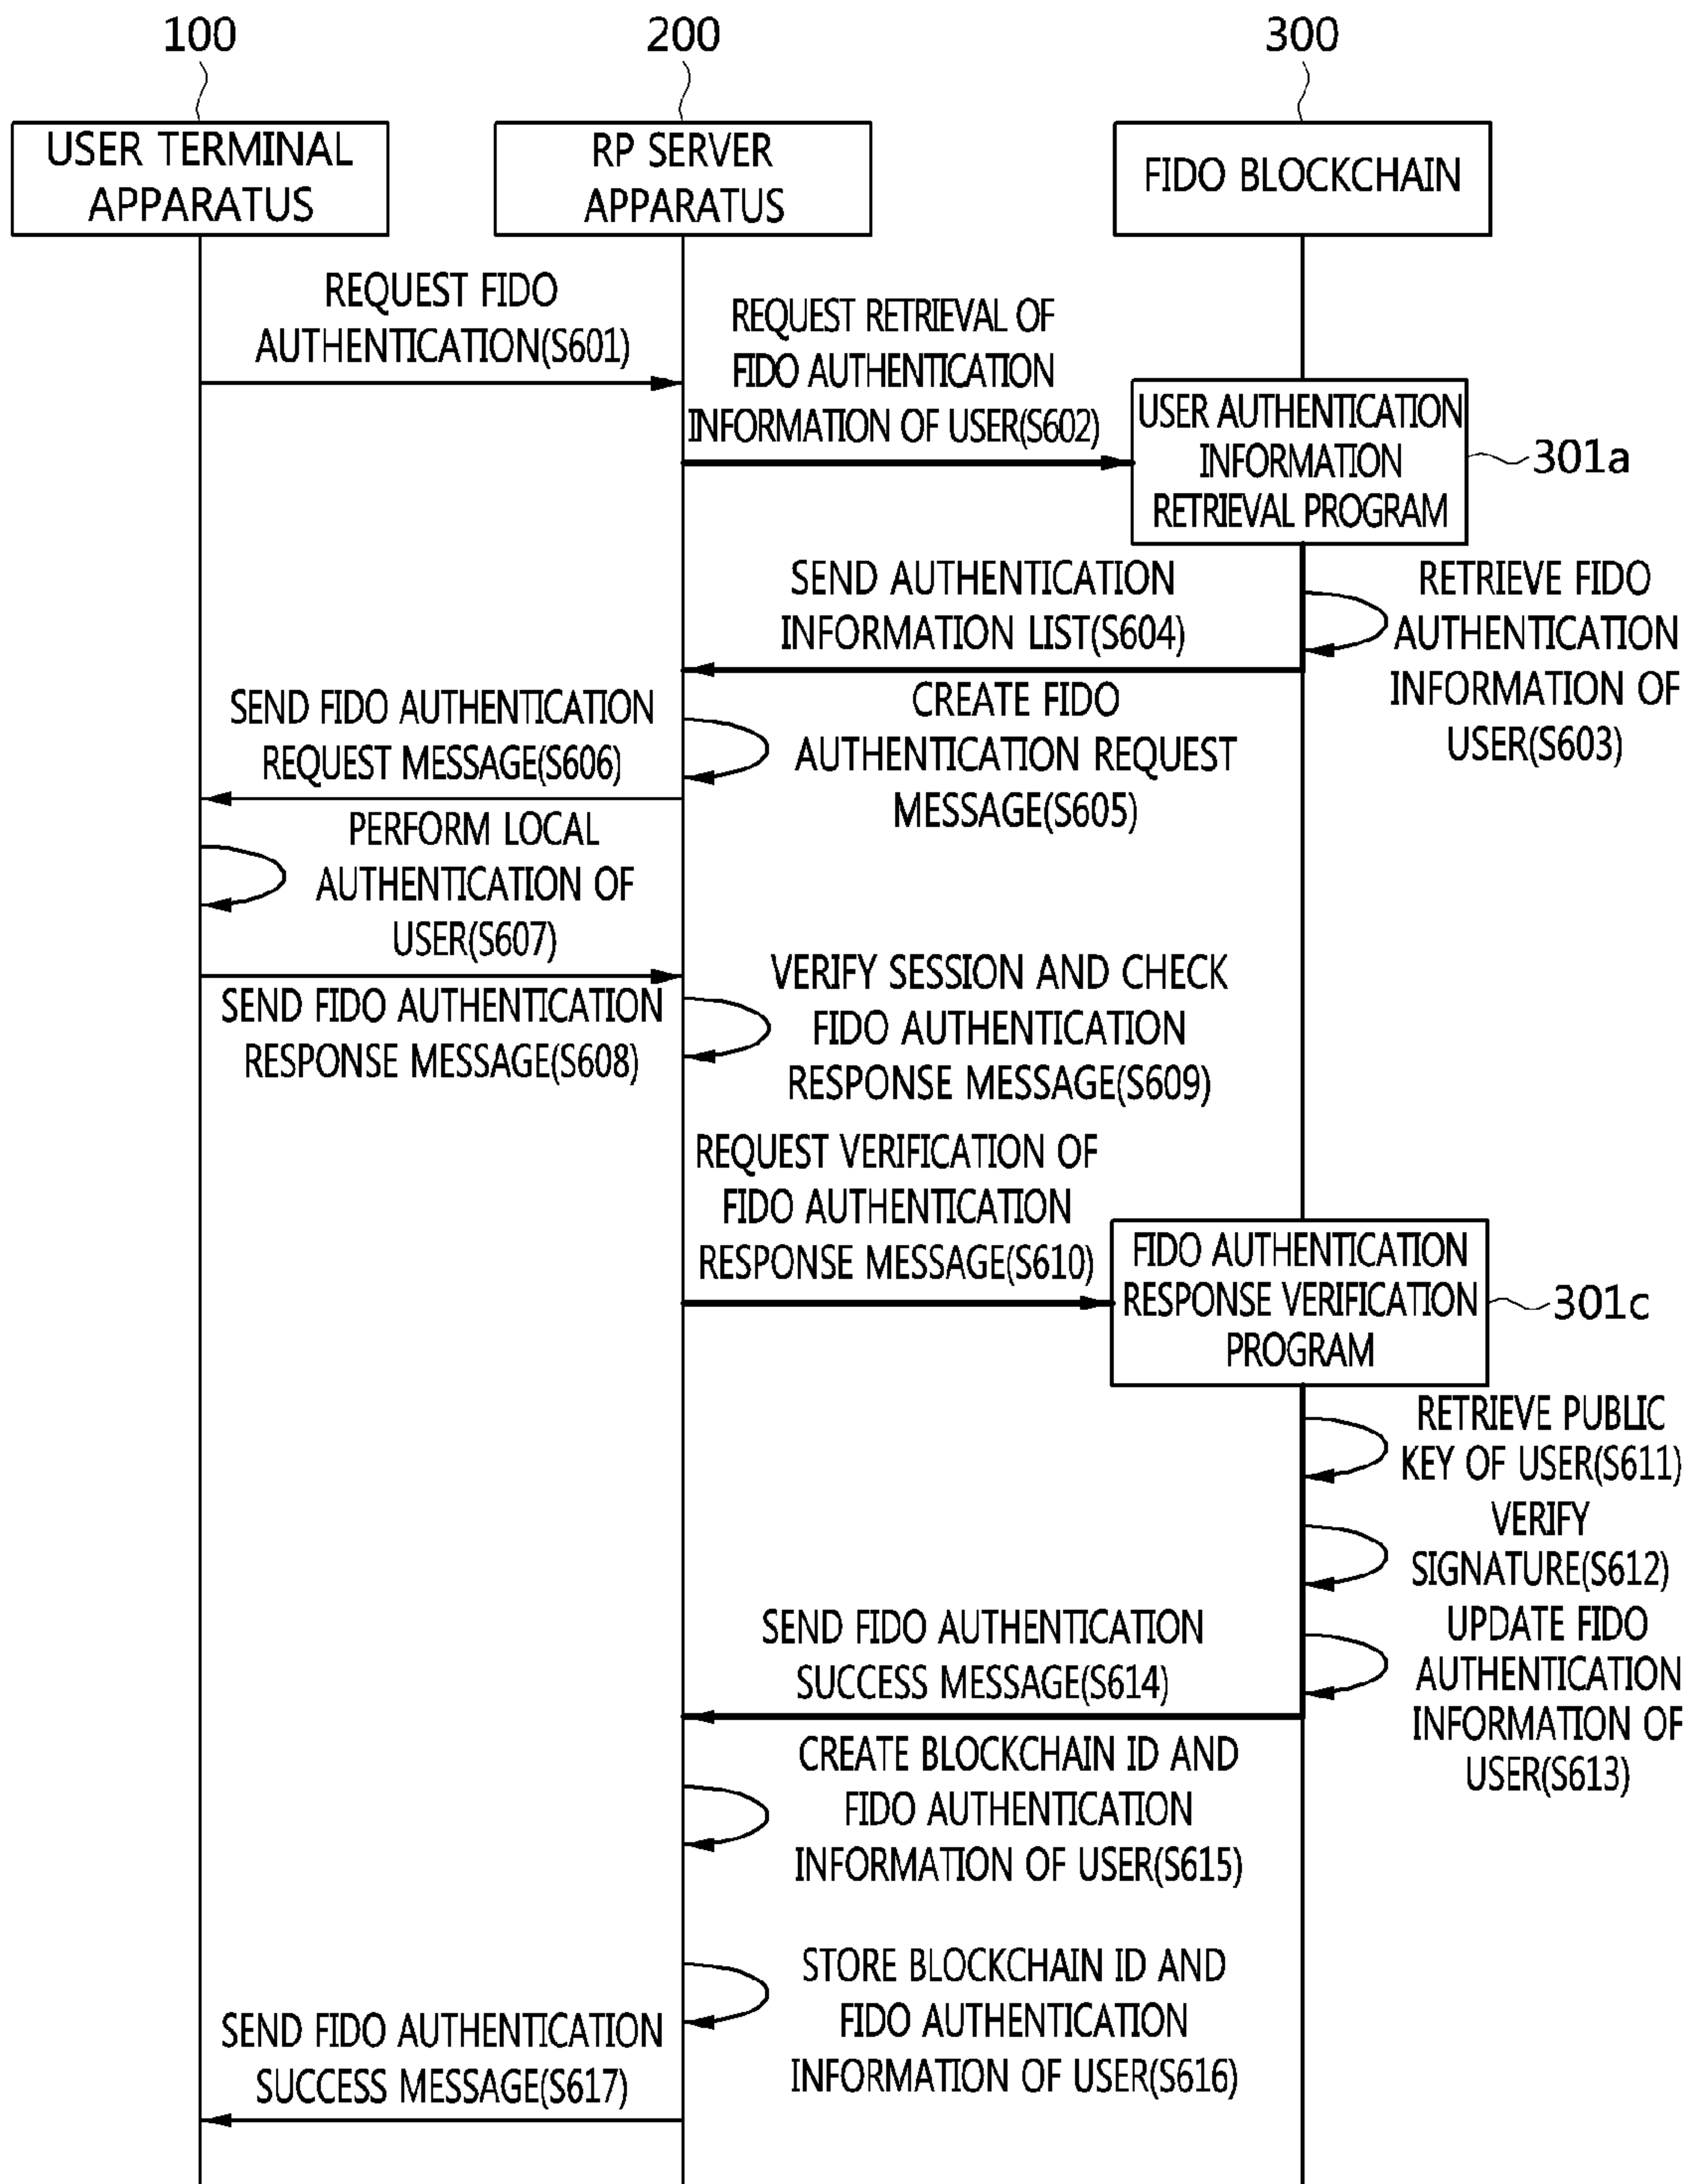 100
200
300
USER TERMINAL
APPARATUS
RP SERVER
APPARATUS
FIDO BLOCKCHAIN
REQUEST FIDO
AUTHENTICATION(S601)
REQUEST RETRIEVAL OF
FIDO AUTHENTICATION
INFORMATION OF USER(S602)
USER AUTHENTICATION
INFORMATION
RETRIEVAL PROGRAM
301a
RETRIEVE FIDO
AUTHENTICATION
INFORMATION OF
USER(S603)
SEND AUTHENTICATION
INFORMATION LIST(S604)
CREATE FIDO
AUTHENTICATION REQUEST
MESSAGE(S605)
SEND FIDO AUTHENTICATION
REQUEST MESSAGE(S606)
PERFORM LOCAL
AUTHENTICATION OF
USER(S607)
SEND FIDO AUTHENTICATION
RESPONSE MESSAGE(S608)
VERIFY SESSION AND CHECK
FIDO AUTHENTICATION
RESPONSE MESSAGE(S609)
REQUEST VERIFICATION OF
FIDO AUTHENTICATION
RESPONSE MESSAGE(S610)
FIDO AUTHENTICATION
RESPONSE VERIFICATION
PROGRAM
301c
RETRIEVE PUBLIC
KEY OF USER(S611)
VERIFY
SIGNATURE(S612)
UPDATE FIDO
AUTHENTICATION
INFORMATION OF
USER(S613)
SEND FIDO AUTHENTICATION
SUCCESS MESSAGE(S614)
CREATE BLOCKCHAIN ID AND
FIDO AUTHENTICATION
INFORMATION OF USER(S615)
STORE BLOCKCHAIN ID AND
FIDO AUTHENTICATION
INFORMATION OF USER(S616)
SEND FIDO AUTHENTICATION
SUCCESS MESSAGE(S617)